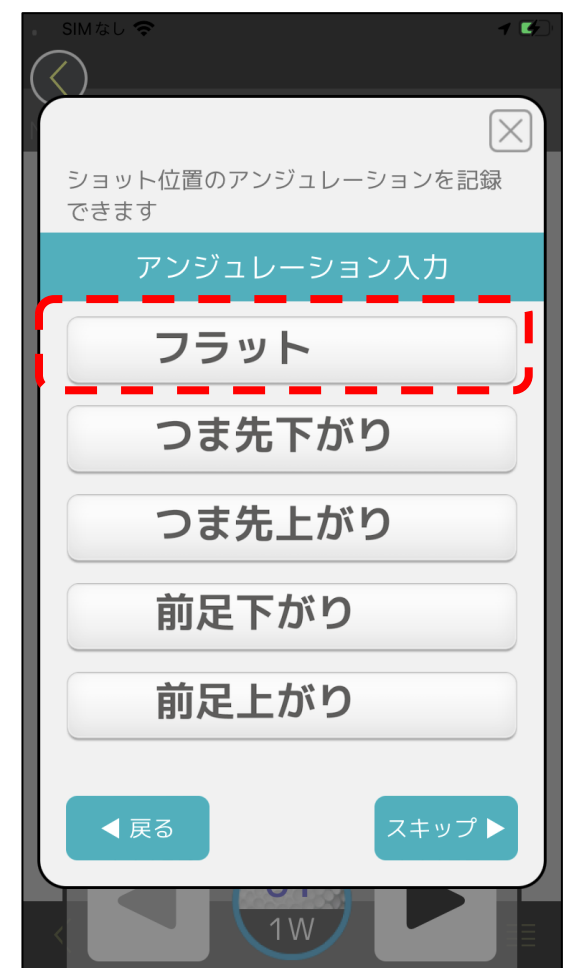 SIMなし
ショット位置のアンジュレーションを記録
できます
アンジュレーション入力
フラット
つま先下がり
つま先上がり
前足下がり
前足上がり
◀ 戻る
スキップ ▶
1W